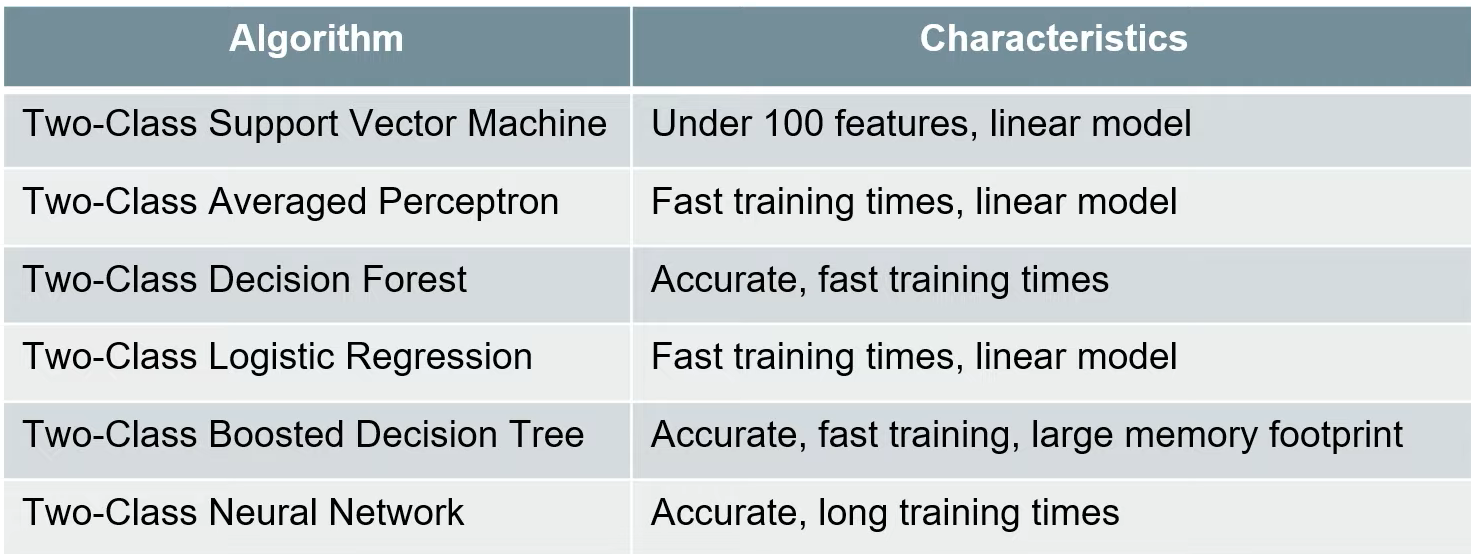 Algorithm Characteristics
Two-Class Support Vector Machine Under 100 features, linear model
Two-Class Averaged Perceptron Fast training times, linear model
Two-Class Decision Forest Accurate, fast training times
Two-Class Logistic Regression Fast training times, linear model
Two-Class Boosted Decision Tree Accurate, fast training, large memory footprint
Two-Class Neural Network Accurate, long training times